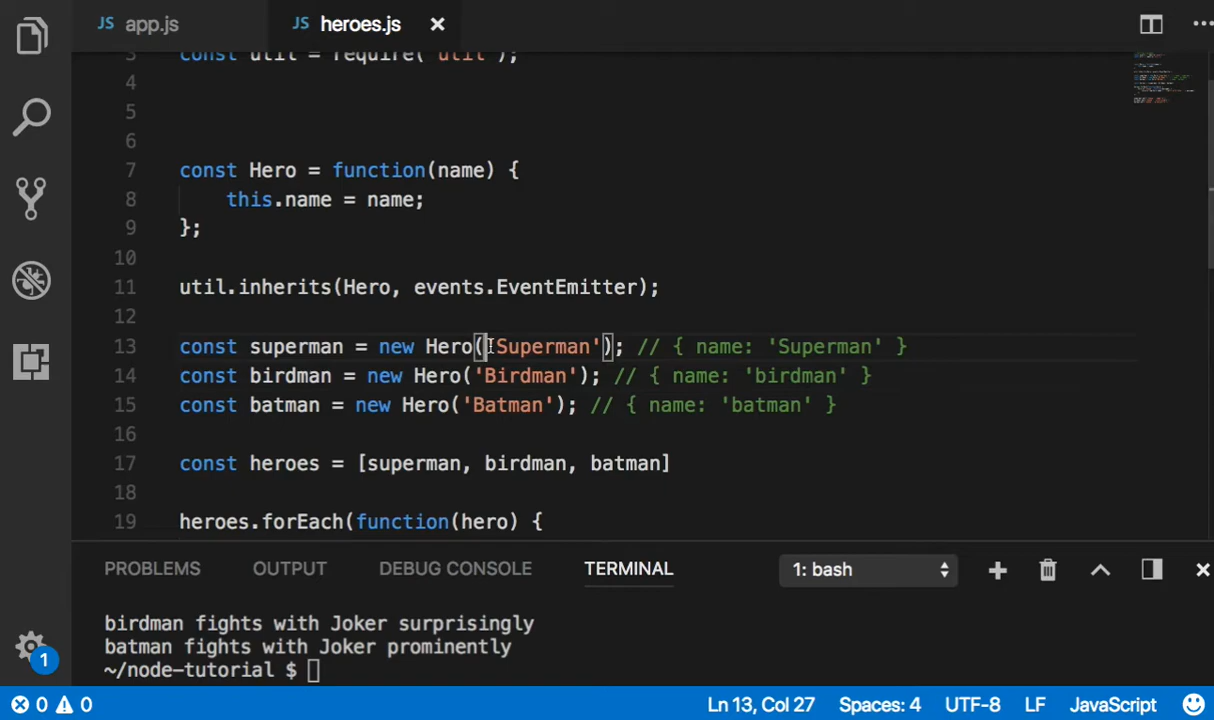 JS app.js JS heroes.js
3 const util = require('util');
4
5
6
7 const Hero = function(name) {
8 this.name = name;
9 };
10
11 util.inherits(Hero, events.EventEmitter);
12
13 const superman = new Hero('Superman'); // { name: 'Superman' }
14 const birdman = new Hero('Birdman'); // { name: 'birdman' }
15 const batman = new Hero('Batman'); // { name: 'batman' }
16
17 const heroes = [superman, birdman, batman]
18
19 heroes.forEach(function(hero) {
PROBLEMS OUTPUT DEBUG CONSOLE TERMINAL 1: bash
birdman fights with Joker surprisingly
batman fights with Joker prominently
~/node-tutorial $
1
0 0 Ln 13, Col 27 Spaces: 4 UTF-8 LF JavaScript